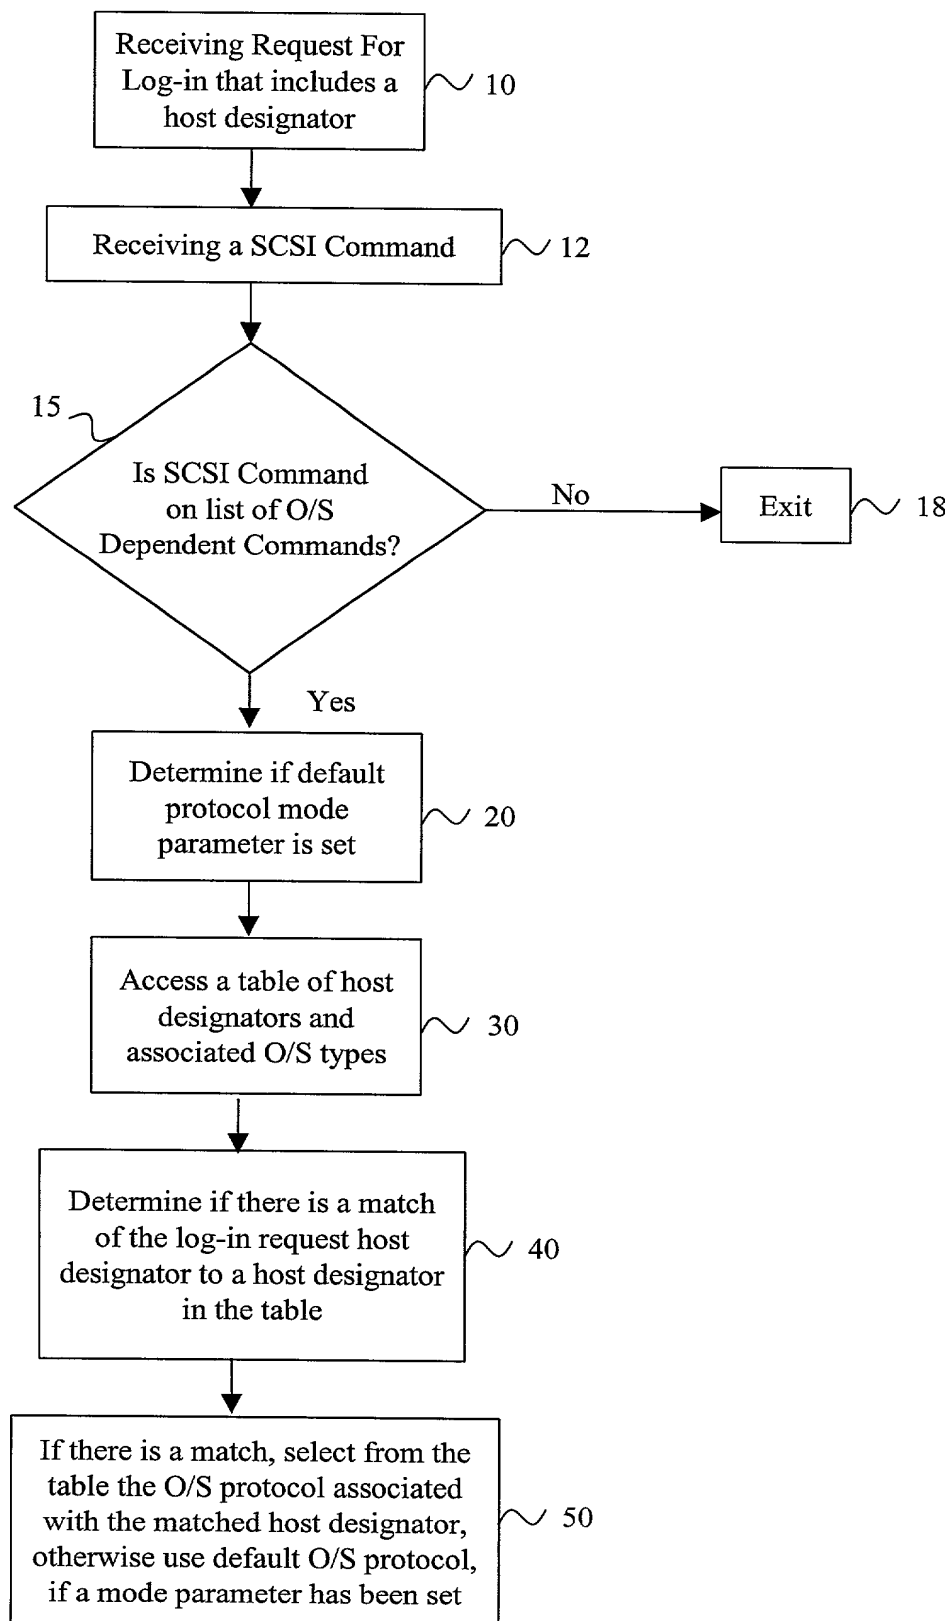 Receiving Request For
Log-in that includes a
host designator
10
Receiving a SCSI Command
12
15
Is SCSI Command
on list of O/S
Dependent Commands?
No
Exit
18
Yes
Determine if default
protocol mode
parameter is set
20
Access a table of host
designators and
associated O/S types
30
Determine if there is a match
of the log-in request host
designator to a host designator
in the table
40
If there is a match, select from the
table the O/S protocol associated
with the matched host designator,
otherwise use default O/S protocol,
if a mode parameter has been set
50